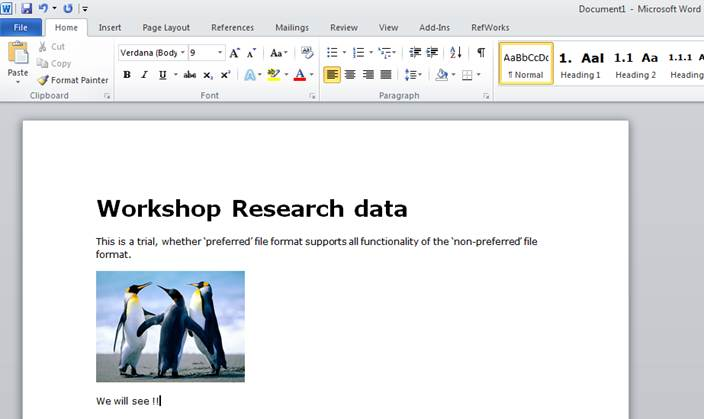 Document1 - Microsoft Word
File Home Insert Page Layout References Mailings Review View Add-Ins RefWorks
Paste
Cut
Copy
Format Painter
Clipboard
Verdana (Body 9
Font
Paragraph
AaBbCcDc
¶ Normal
1. AaI
Heading 1
1.1 Aa
Heading 2
1.1.1 A
Heading
Workshop Research data
This is a trial, whether ‘preferred’ file format supports all functionality of the ‘non-preferred’ file
format.
We will see !!